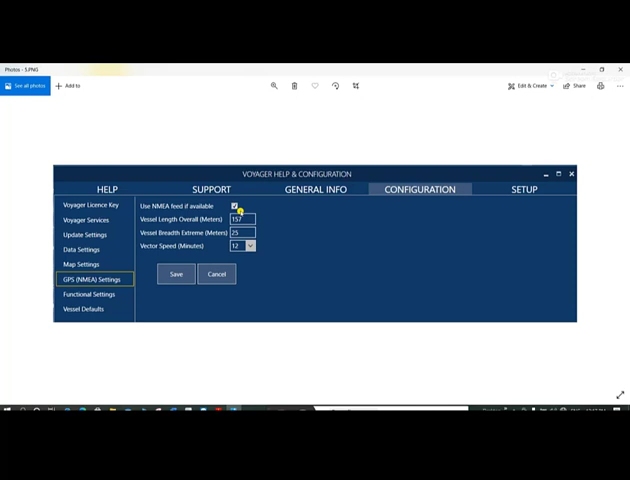 Photos - 5.PNG
See all photos
Add to
Edit & Create
Share
VOYAGER HELP & CONFIGURATION
HELP
SUPPORT
GENERAL INFO
CONFIGURATION
SETUP
Voyager Licence Key
Voyager Services
Update Settings
Data Settings
Map Settings
GPS (NMEA) Settings
Functional Settings
Vessel Defaults
Use NMEA feed if available
Vessel Length Overall (Meters) 157
Vessel Breadth Extreme (Meters) 25
Vector Speed (Minutes) 12
Save
Cancel